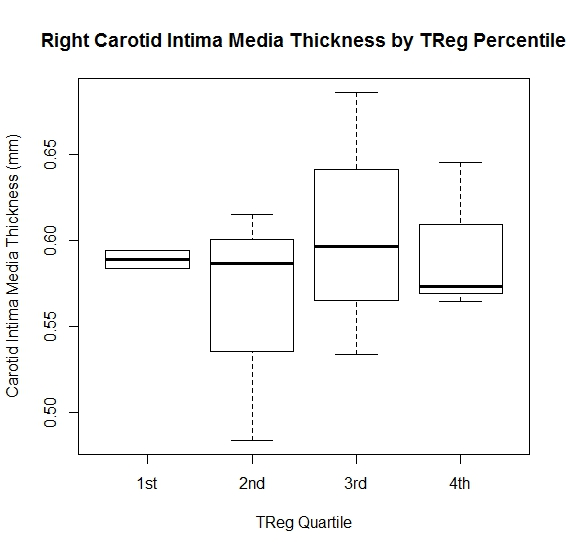 Right Carotid Intima Media Thickness by TReg Percentile
Carotid Intima Media Thickness (mm)
0.65
0.60
0.55
0.50
1st 2nd 3rd 4th
TReg Quartile